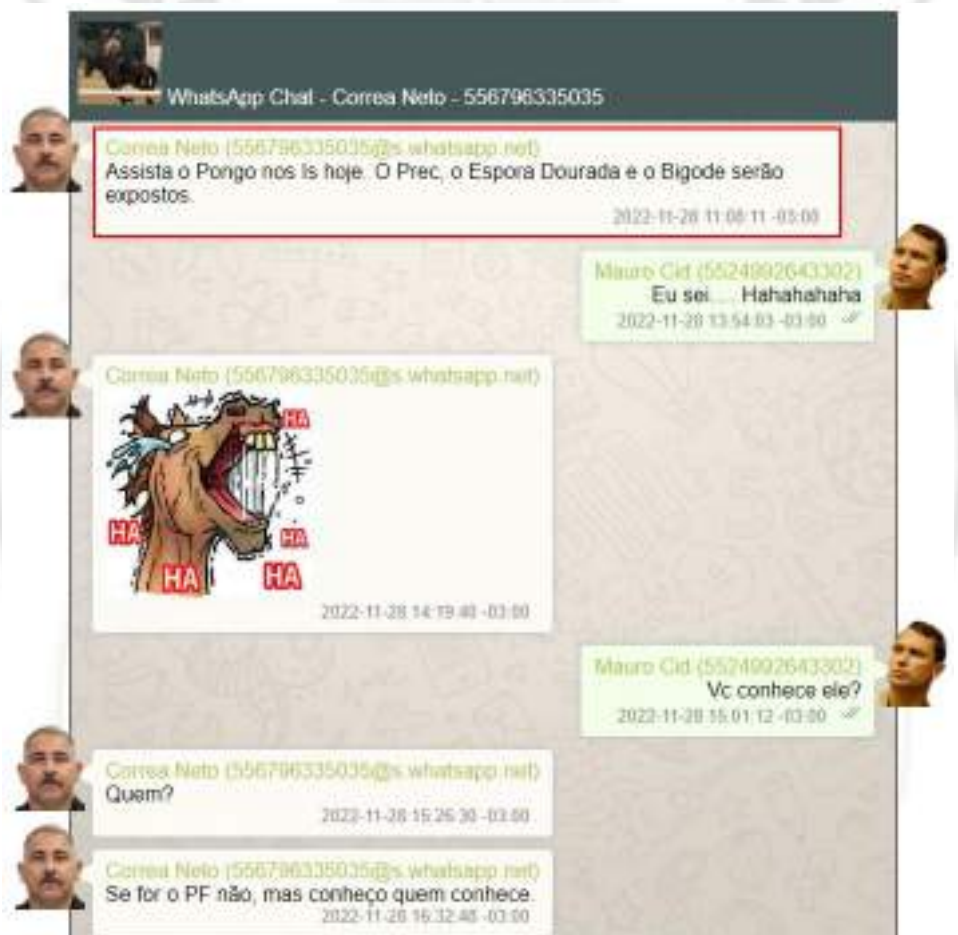 WhatsApp Chat - Correa Neto - 556796335035
Correa Neto (556796335035@s.whatsapp.net)
Assista o Pongo nos Is hoje. O Prec, o Espora Dourada e o Bigode serão
expostos.
2022-11-28 11:08:11 -03:00
Mauro Cid (5524992643302)
Eu sei.... Hahahahaha
2022-11-28 13:54:03 -03:00
Correa Neto (556796335035@s.whatsapp.net)
HA
HA
HA
HA
HA
2022-11-28 14:19:40 -03:00
Mauro Cid (5524992643302)
Vc conhece ele?
2022-11-28 15:01:12 -03:00
Correa Neto (556796335035@s.whatsapp.net)
Quem?
2022-11-28 15:26:30 -03:00
Correa Neto (556796335035@s.whatsapp.net)
Se for o PF não, mas conheço quem conhece.
2022-11-28 16:32:48 -03:00